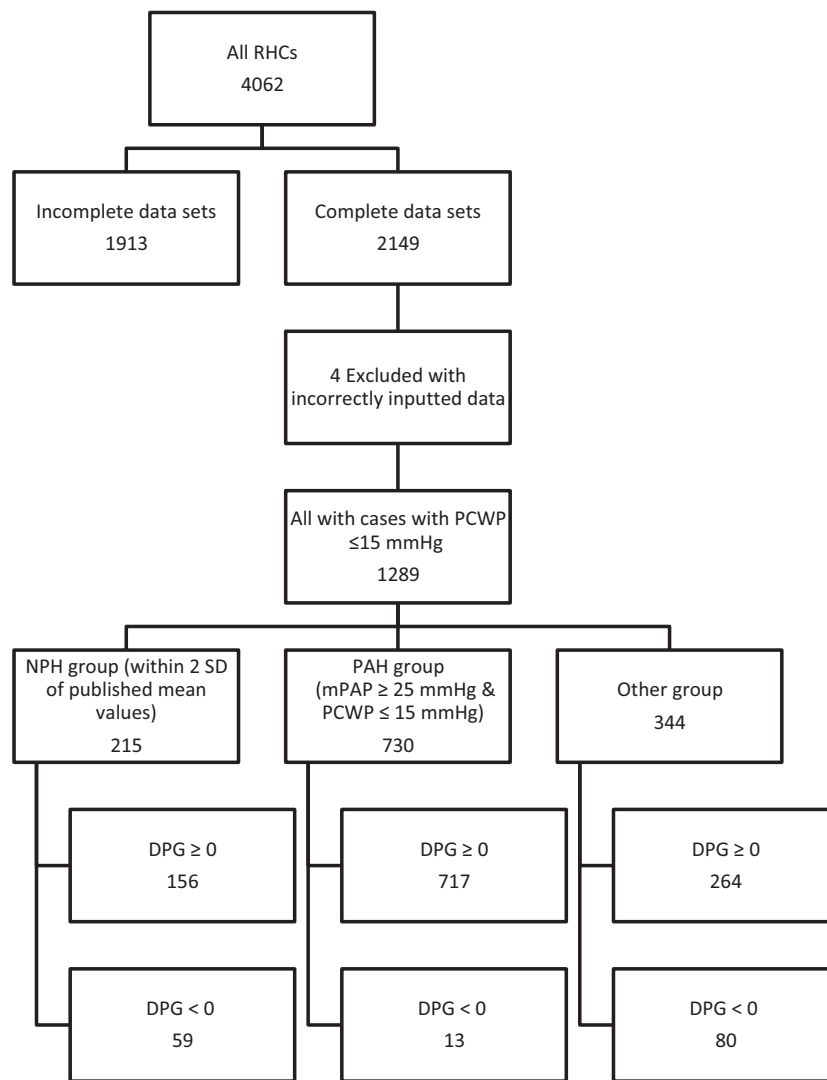 All RHCs
4062
Incomplete data sets
1913
Complete data sets
2149
4 Excluded with
incorrectly inputted data
All with cases with PCWP
≤15 mmHg
1289
NPH group (within 2 SD
of published mean
values)
215
PAH group
(mPAP ≥ 25 mmHg &
PCWP ≤ 15 mmHg)
730
Other group
344
DPG ≥ 0
156
DPG ≥ 0
717
DPG ≥ 0
264
DPG < 0
59
DPG < 0
13
DPG < 0
80